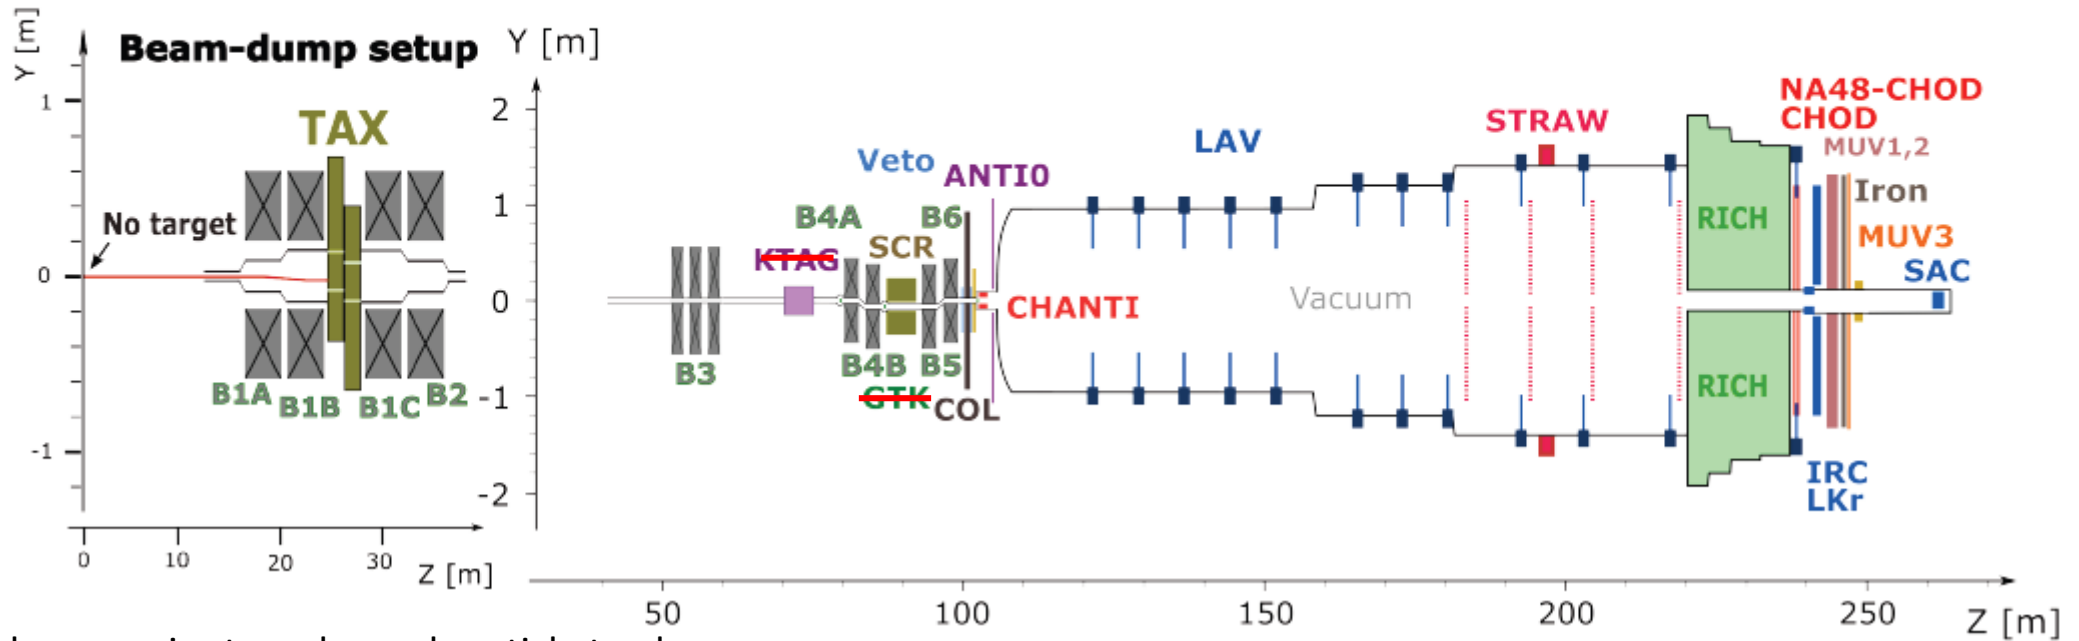 Y [m]
Beam-dump setup
1
0
-1
TAX
No target
B1A
B1B
B1C
B2
0
10
20
30
Z [m]
Y [m]
2
1
0
-1
-2
Veto
ANTI0
LAV
STRAW
NA48-CHOD
CHOD
MUV1,2
Iron
MUV3
SAC
B4A
B6
SCR
KTAG
CHANTI
Vacuum
RICH
RICH
B3
B4B
B5
GTK
COL
IRC
LKr
50
100
150
200
250
Z [m]